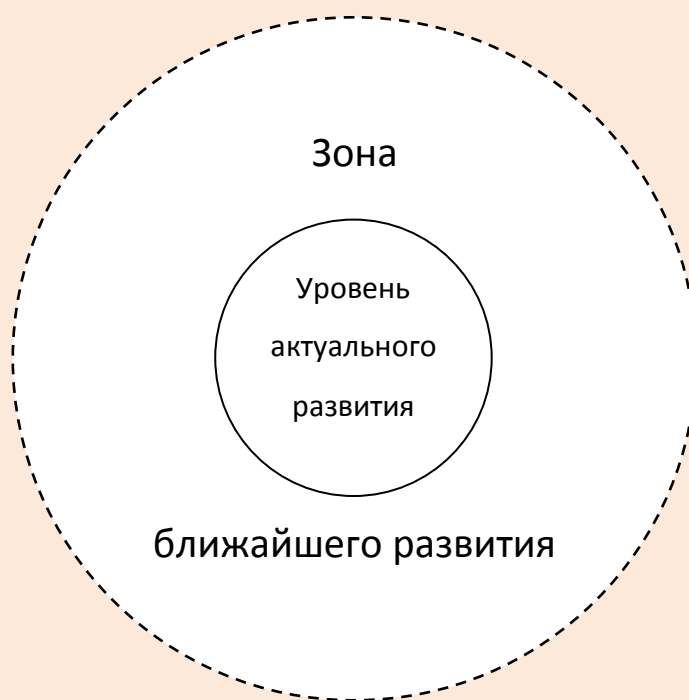 Зона
Уровень
актуального
развития
ближайшего развития